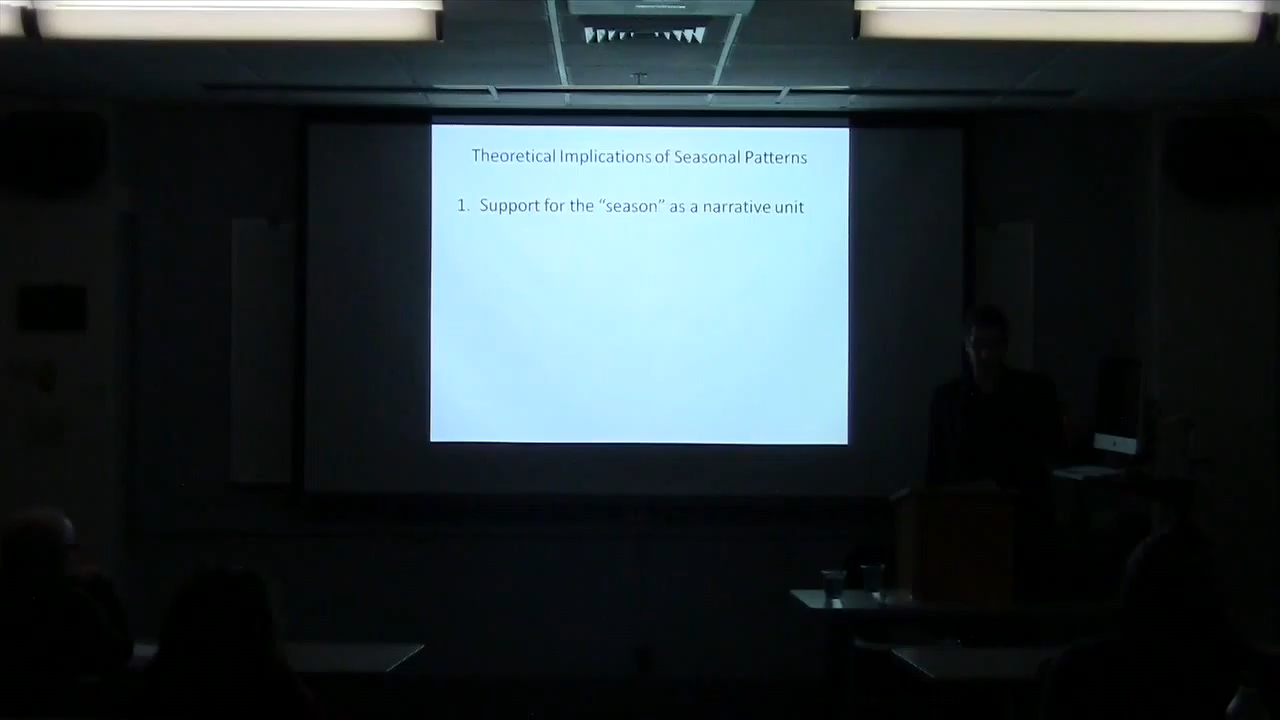 Theoretical Implications of Seasonal Patterns
1. Support for the “season” as a narrative unit